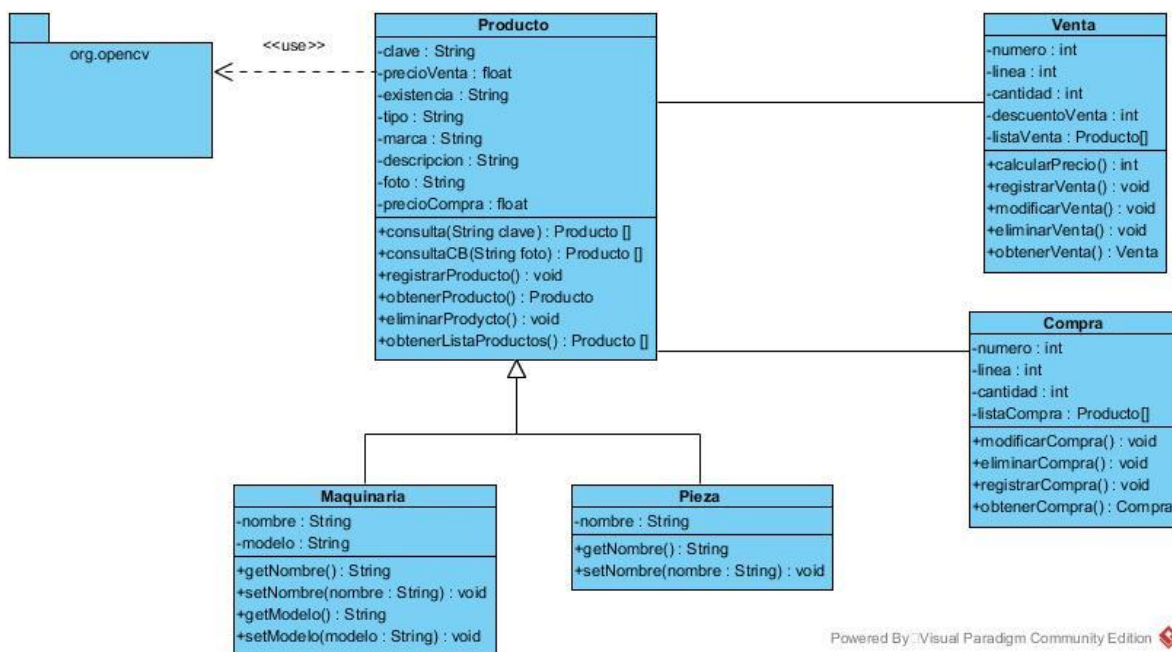 org.opencv
<<use>>
Producto
-clave : String
-precioVenta : float
-existencia : String
-tipo : String
-marca : String
-descripcion : String
-foto : String
-precioCompra : float
+consulta(String clave) : Producto []
+consultaCB(String foto) : Producto []
+registrarProducto() : void
+obtenerProducto() : Producto
+eliminarProdycto() : void
+obtenerListaProductos() : Producto []
Venta
-numero : int
-linea : int
-cantidad : int
-descuentoVenta : int
-listaVenta : Producto[]
+calcularPrecio() : int
+registrarVenta() : void
+modificarVenta() : void
+eliminarVenta() : void
+obtenerVenta() : Venta
Compra
-numero : int
-linea : int
-cantidad : int
-listaCompra : Producto[]
+modificarCompra() : void
+eliminarCompra() : void
+registrarCompra() : void
+obtenerCompra() : Compra
Maquinaria
-nombre : String
-modelo : String
+getNombre() : String
+setNombre(nombre : String) : void
+getModelo() : String
+setModelo(modelo : String) : void
Pieza
-nombre : String
+getNombre() : String
+setNombre(nombre : String) : void
Powered By Visual Paradigm Community Edition